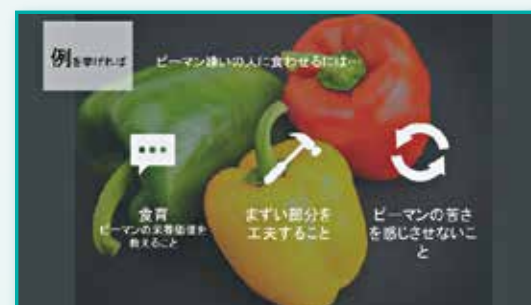 例を挙げれば
ピーマン嫌いの人に食わせるには…
食育
ピーマンの栄養価値を
教えること
まずい部分を
工夫すること
ピーマンの苦さ
を感じさせないこ
と